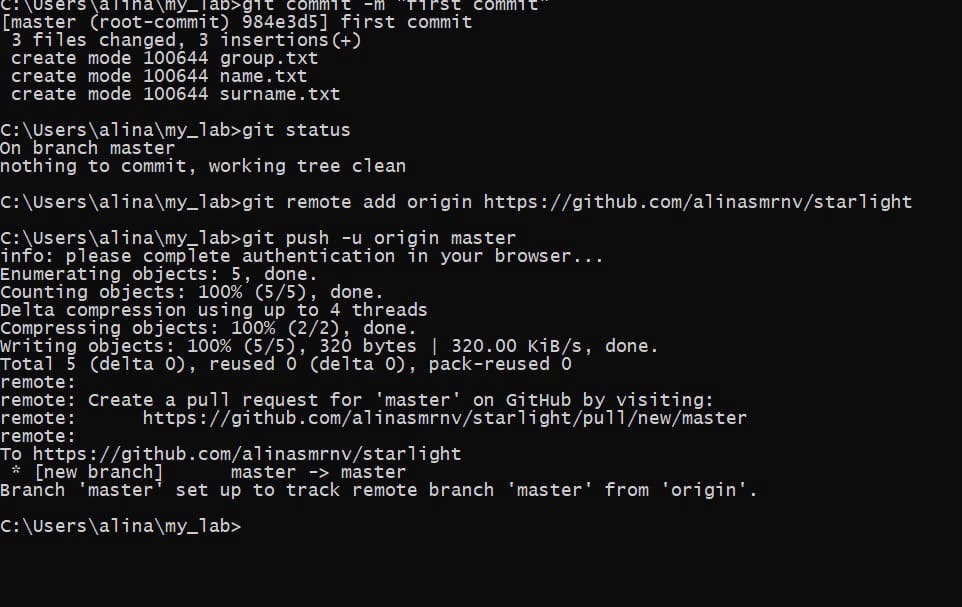 C:\Users\alina\my_lab>git commit -m "first commit"
[master (root-commit) 984e3d5] first commit
 3 files changed, 3 insertions(+)
 create mode 100644 group.txt
 create mode 100644 name.txt
 create mode 100644 surname.txt
C:\Users\alina\my_lab>git status
On branch master
nothing to commit, working tree clean
C:\Users\alina\my_lab>git remote add origin https://github.com/alinasmrnv/starlight
C:\Users\alina\my_lab>git push -u origin master
info: please complete authentication in your browser...
Enumerating objects: 5, done.
Counting objects: 100% (5/5), done.
Delta compression using up to 4 threads
Compressing objects: 100% (2/2), done.
Writing objects: 100% (5/5), 320 bytes | 320.00 KiB/s, done.
Total 5 (delta 0), reused 0 (delta 0), pack-reused 0
remote:
remote: Create a pull request for 'master' on GitHub by visiting:
remote:      https://github.com/alinasmrnv/starlight/pull/new/master
remote:
To https://github.com/alinasmrnv/starlight
 * [new branch]      master -> master
Branch 'master' set up to track remote branch 'master' from 'origin'.
C:\Users\alina\my_lab>